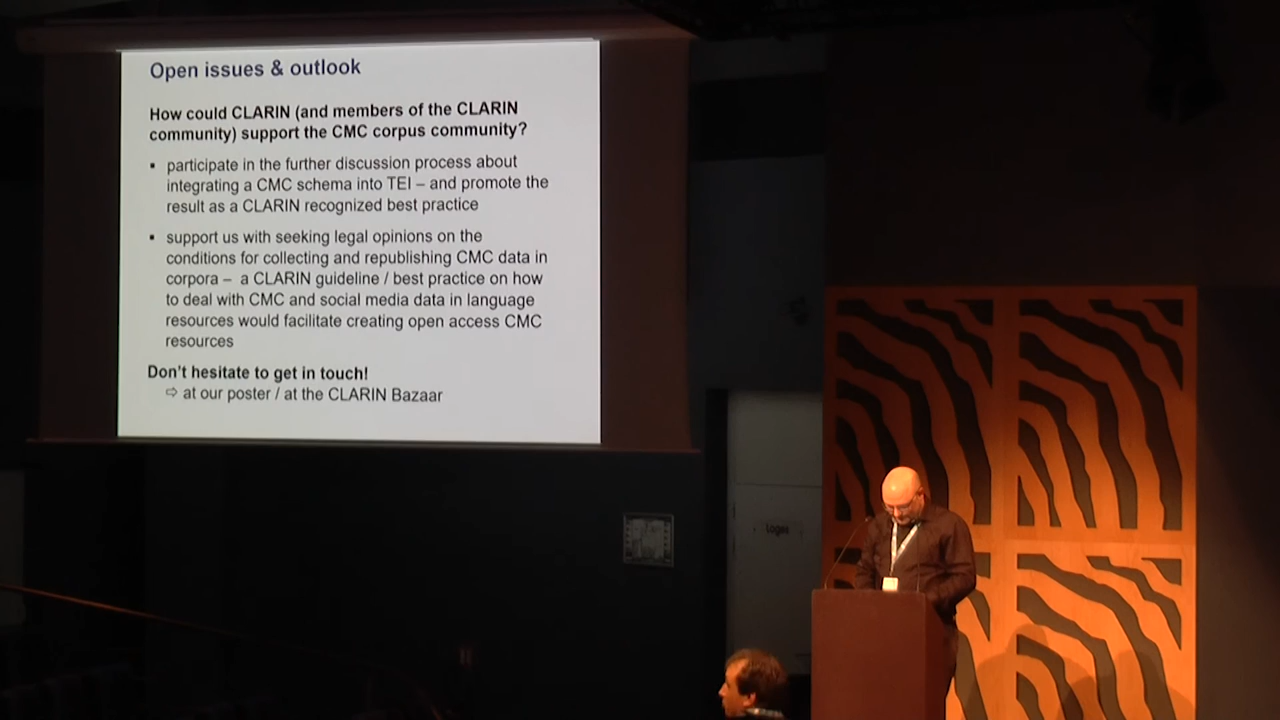 Open issues & outlook
How could CLARIN (and members of the CLARIN
community) support the CMC corpus community?
▪ participate in the further discussion process about
integrating a CMC schema into TEI – and promote the
result as a CLARIN recognized best practice
▪ support us with seeking legal opinions on the
conditions for collecting and republishing CMC data in
corpora – a CLARIN guideline / best practice on how
to deal with CMC and social media data in language
resources would facilitate creating open access CMC
resources
Don't hesitate to get in touch!
⇨ at our poster / at the CLARIN Bazaar
Loges